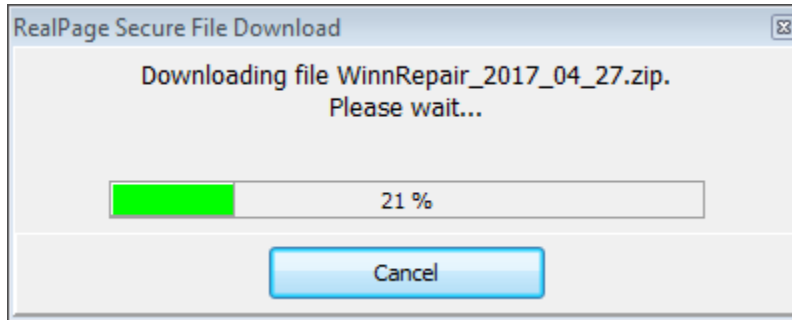 RealPage Secure File Download
Downloading file WinnRepair_2017_04_27.zip.
Please wait...
21 %
Cancel